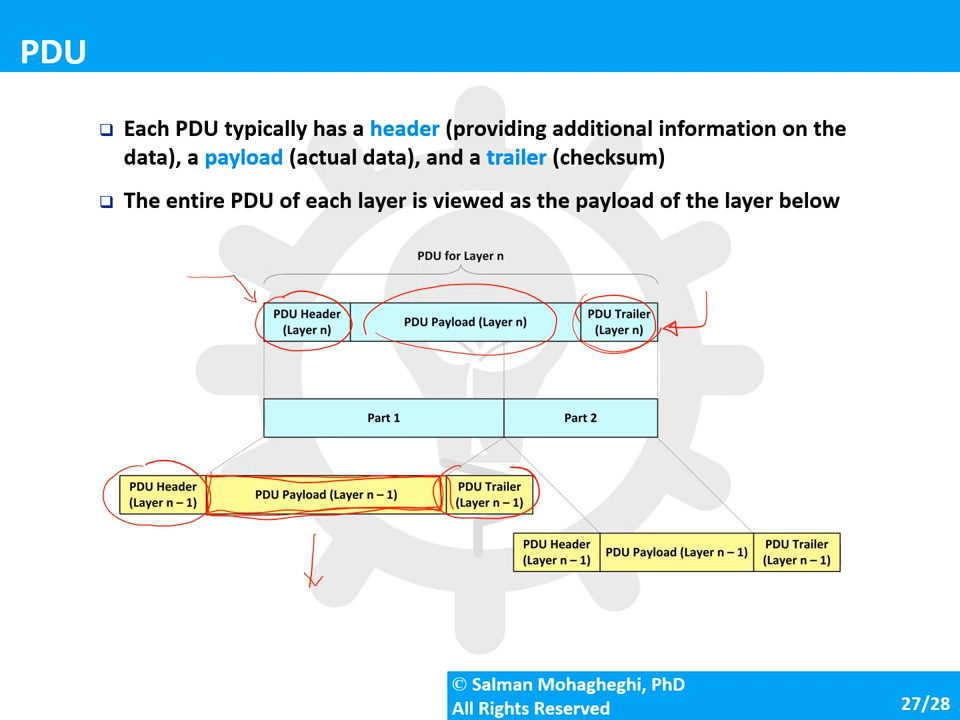 PDU
Each PDU typically has a header (providing additional information on the
data), a payload (actual data), and a trailer (checksum)
The entire PDU of each layer is viewed as the payload of the layer below
PDU for Layer n
PDU Header
(Layer n)
PDU Payload (Layer n)
PDU Trailer
(Layer n)
Part 1
Part 2
PDU Header
(Layer n – 1)
PDU Payload (Layer n – 1)
PDU Trailer
(Layer n – 1)
PDU Header
(Layer n – 1)
PDU Payload (Layer n – 1)
PDU Trailer
(Layer n – 1)
© Salman Mohagheghi, PhD
All Rights Reserved
27/28